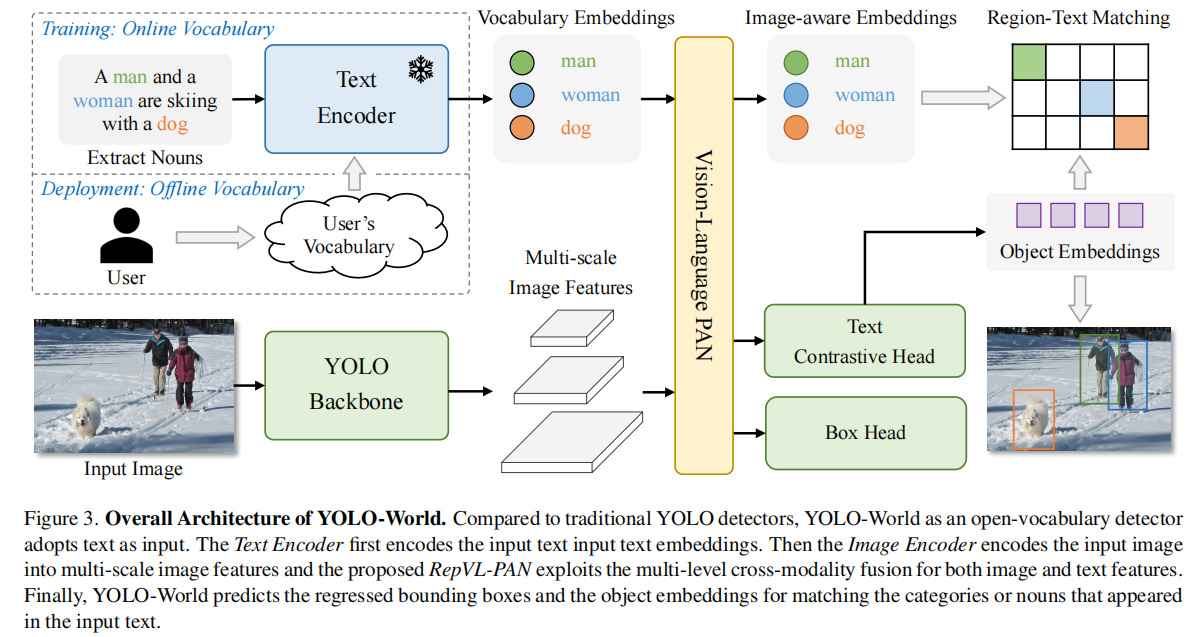 Training: Online Vocabulary
A man and a
woman are skiing
with a dog
Extract Nouns
Text
Encoder
Vocabulary Embeddings
man
woman
dog
Image-aware Embeddings
man
woman
dog
Region-Text Matching
Deployment: Offline Vocabulary
User
User's
Vocabulary
Multi-scale
Image Features
Vision-Language PAN
Object Embeddings
Input Image
YOLO
Backbone
Text
Contrastive Head
Box Head
Figure 3. Overall Architecture of YOLO-World. Compared to traditional YOLO detectors, YOLO-World as an open-vocabulary detector
adopts text as input. The Text Encoder first encodes the input text input text embeddings. Then the Image Encoder encodes the input image
into multi-scale image features and the proposed RepVL-PAN exploits the multi-level cross-modality fusion for both image and text features.
Finally, YOLO-World predicts the regressed bounding boxes and the object embeddings for matching the categories or nouns that appeared
in the input text.